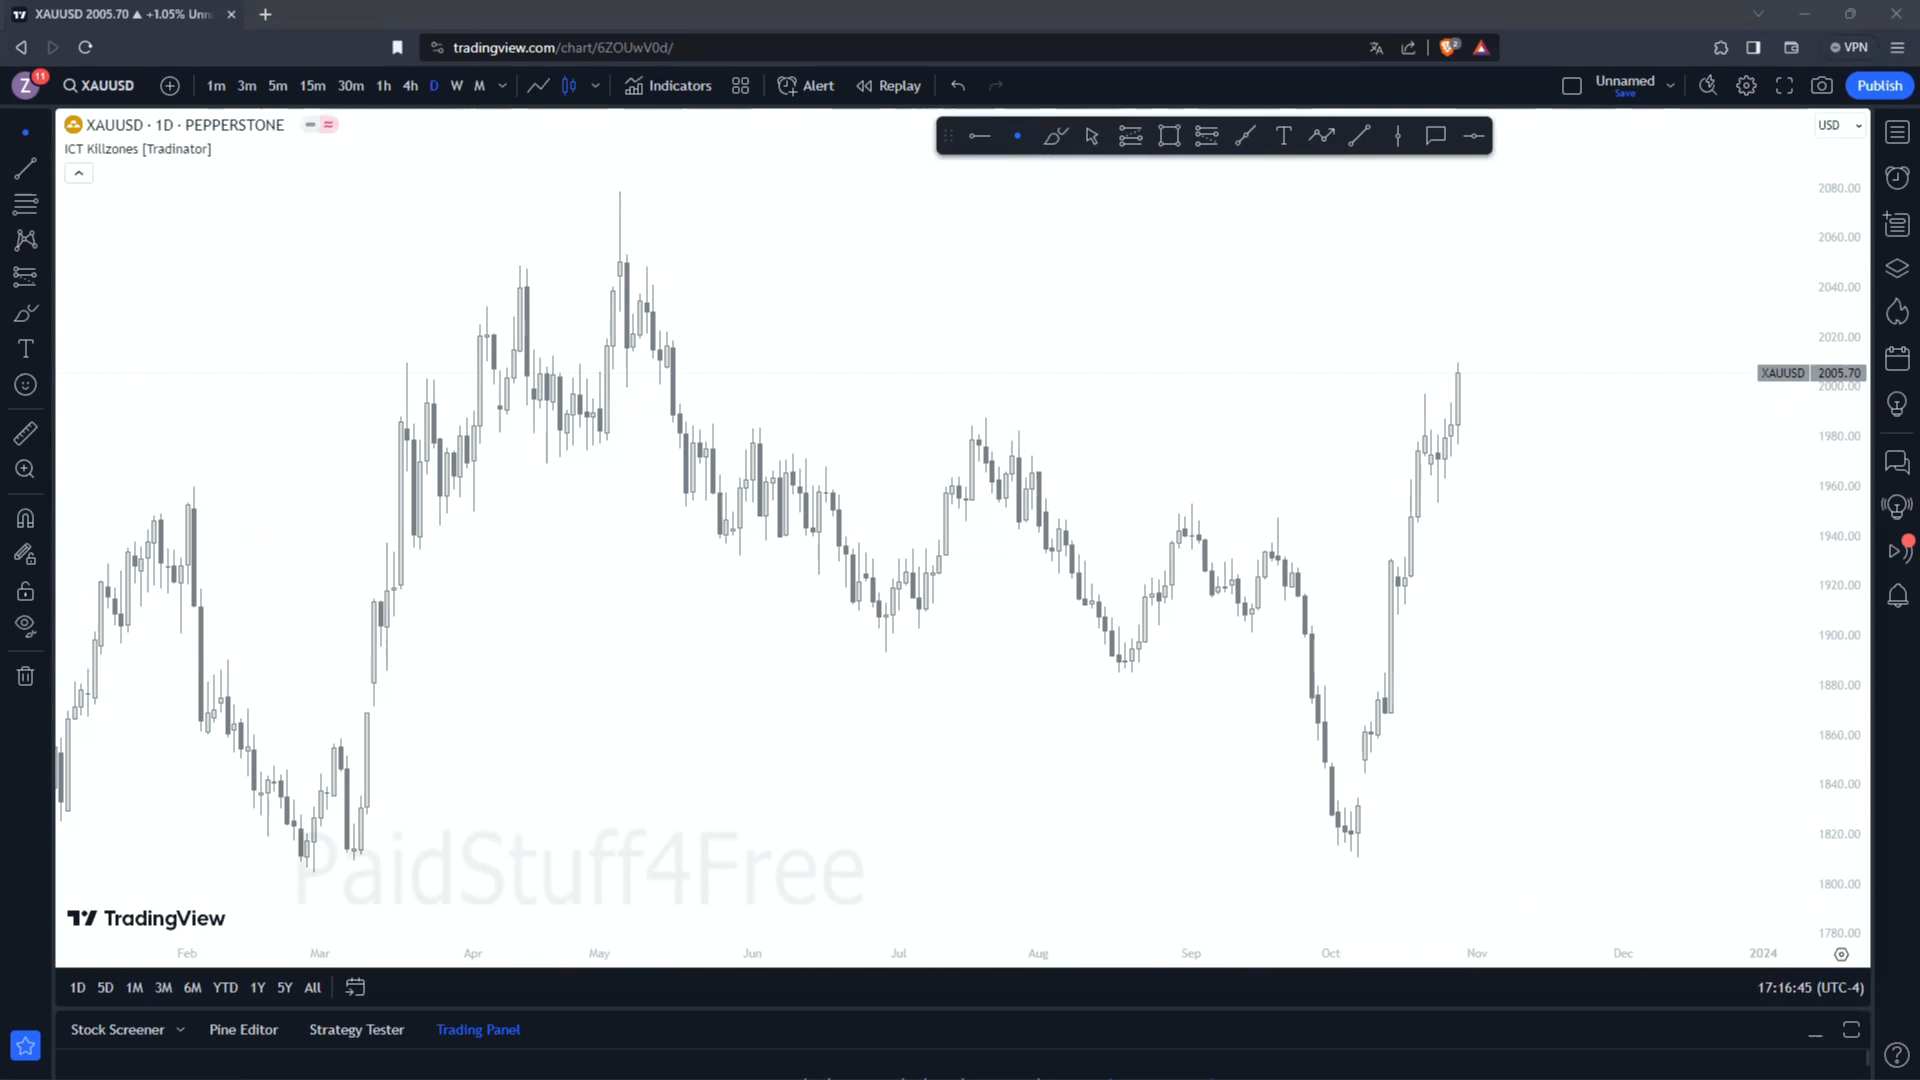 XAUUSD 2005.70 ▲ +1.05% Unn
tradingview.com/chart/6ZOUwV0d/
2
VPN
Z
11
XAUUSD
1m 3m 5m 15m 30m 1h 4h D W M
Indicators
Alert
Replay
Unnamed
Save
Publish
XAUUSD · 1D · PEPPERSTONE
ICT Killzones [Tradinator]
USD
2080.00
2060.00
2040.00
2020.00
XAUUSD 2005.70
2000.00
1980.00
1960.00
1940.00
1920.00
1900.00
1880.00
1860.00
1840.00
1820.00
1800.00
1780.00
PaidStuff4Free
TradingView
Feb Mar Apr May Jun Jul Aug Sep Oct Nov Dec 2024
1D 5D 1M 3M 6M YTD 1Y 5Y All
17:16:45 (UTC-4)
Stock Screener Pine Editor Strategy Tester Trading Panel